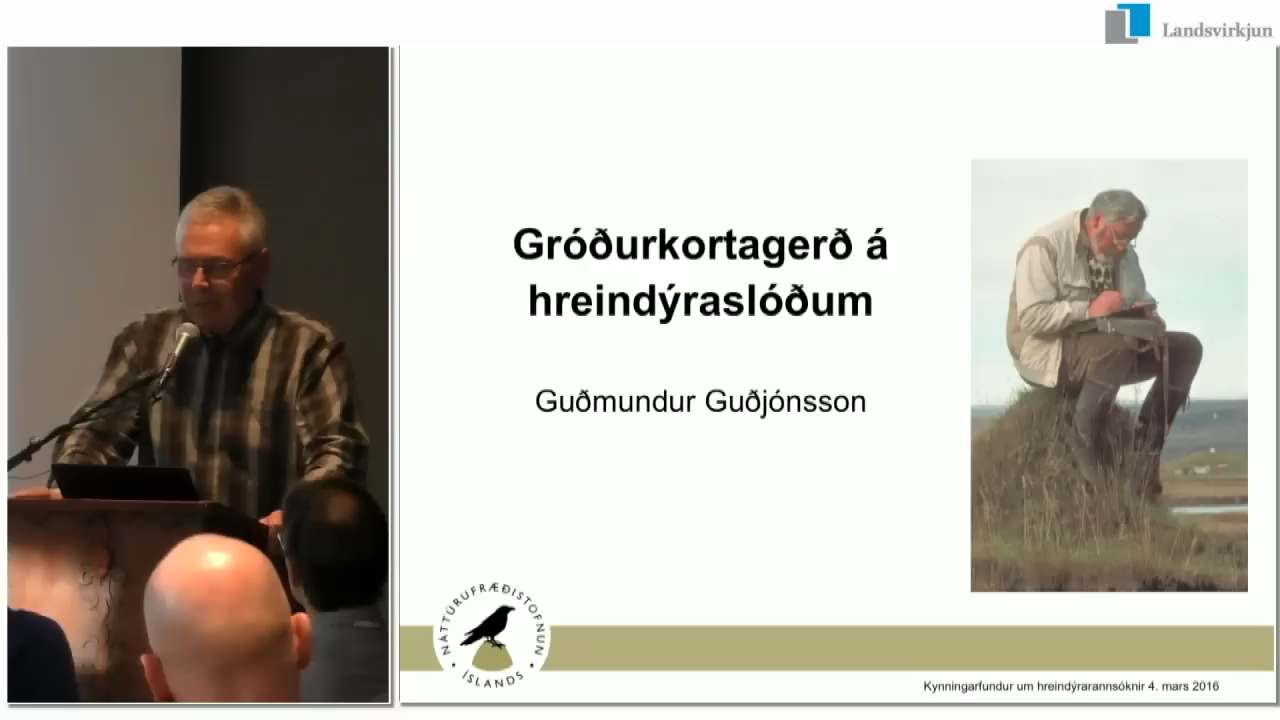 Landsvirkjun
Gróðurkortagerð á
hreindýraslóðum
Guðmundur Guðjónsson
NÁTTÚRUFRÆÐISTOFNUN
ÍSLANDS
Kynningarfundur um hreindýrarannsóknir 4. mars 2016